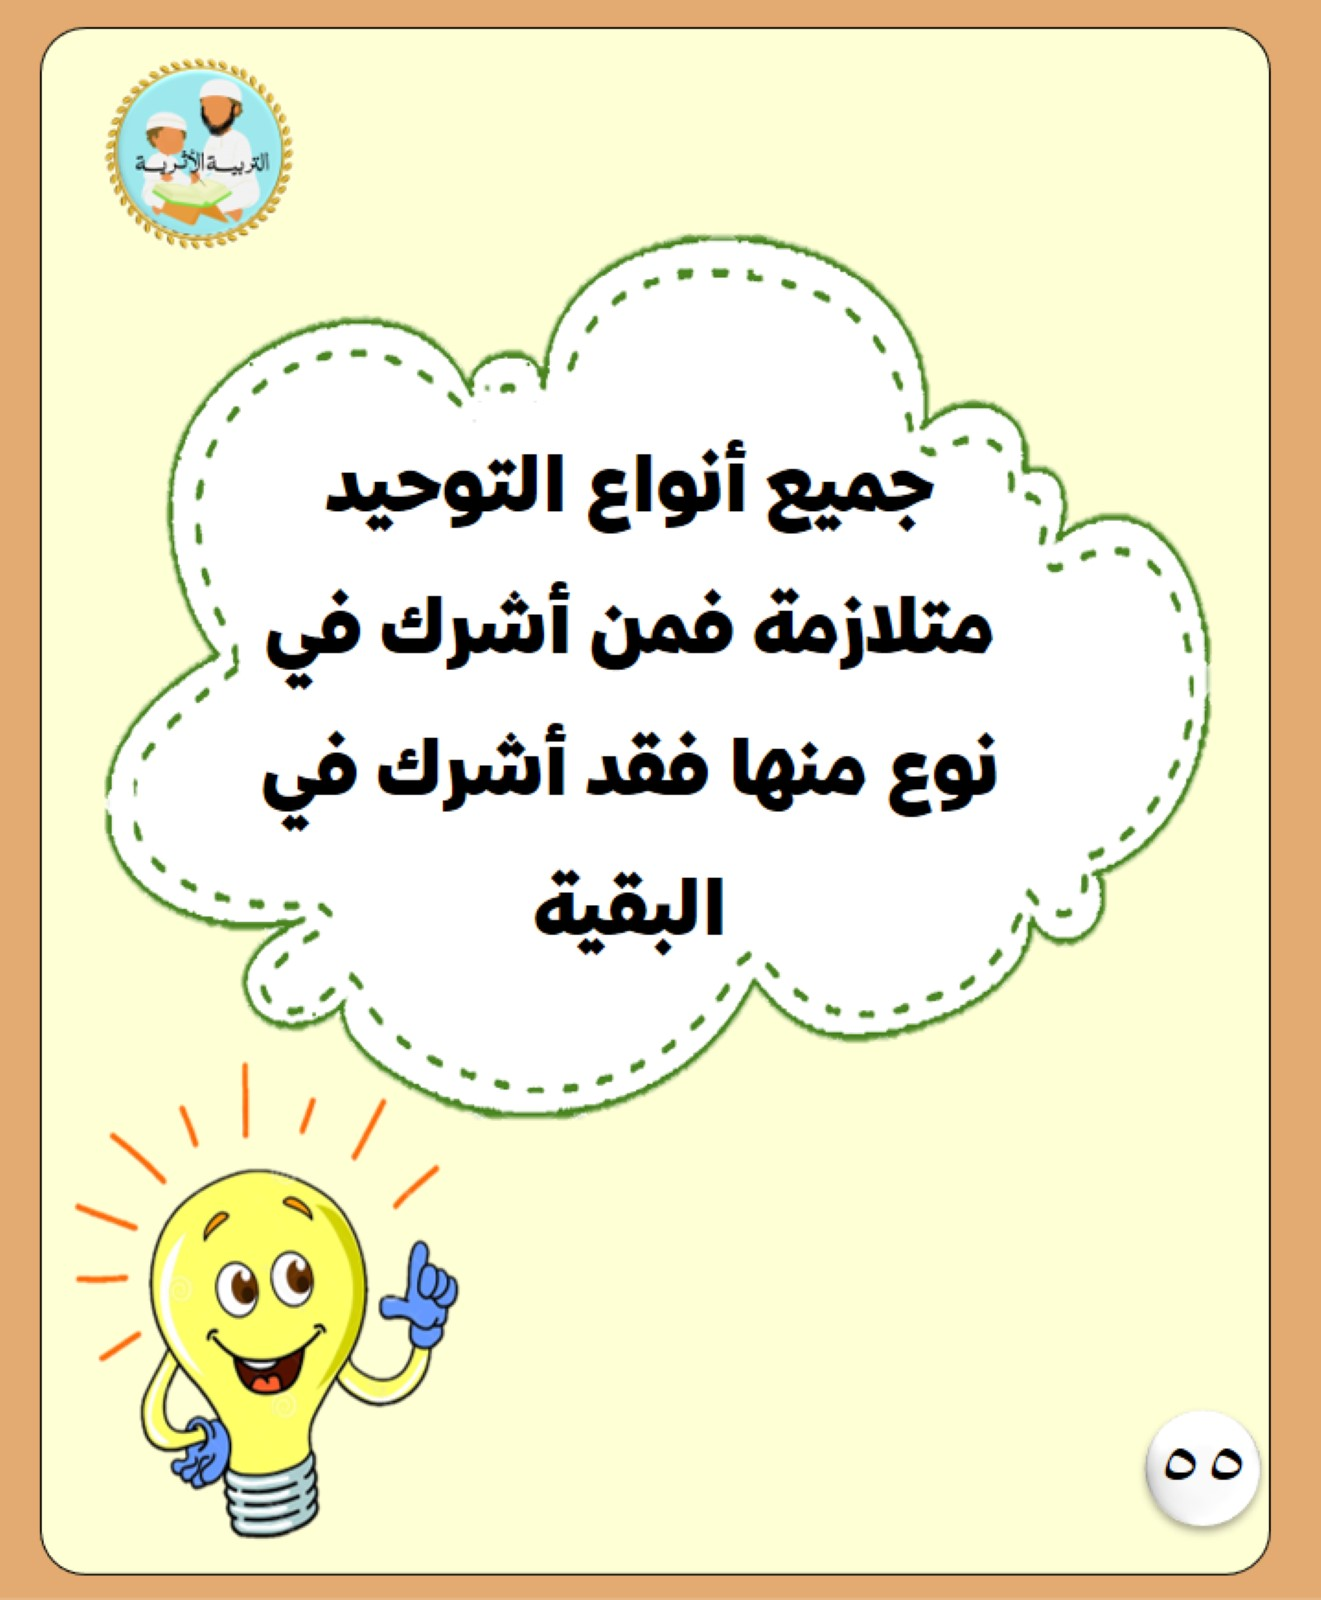 التربية الأثرية
جميع أنواع التوحيد
متلازمة فمن أشرك في
نوع منها فقد أشرك في
البقية
٥٥